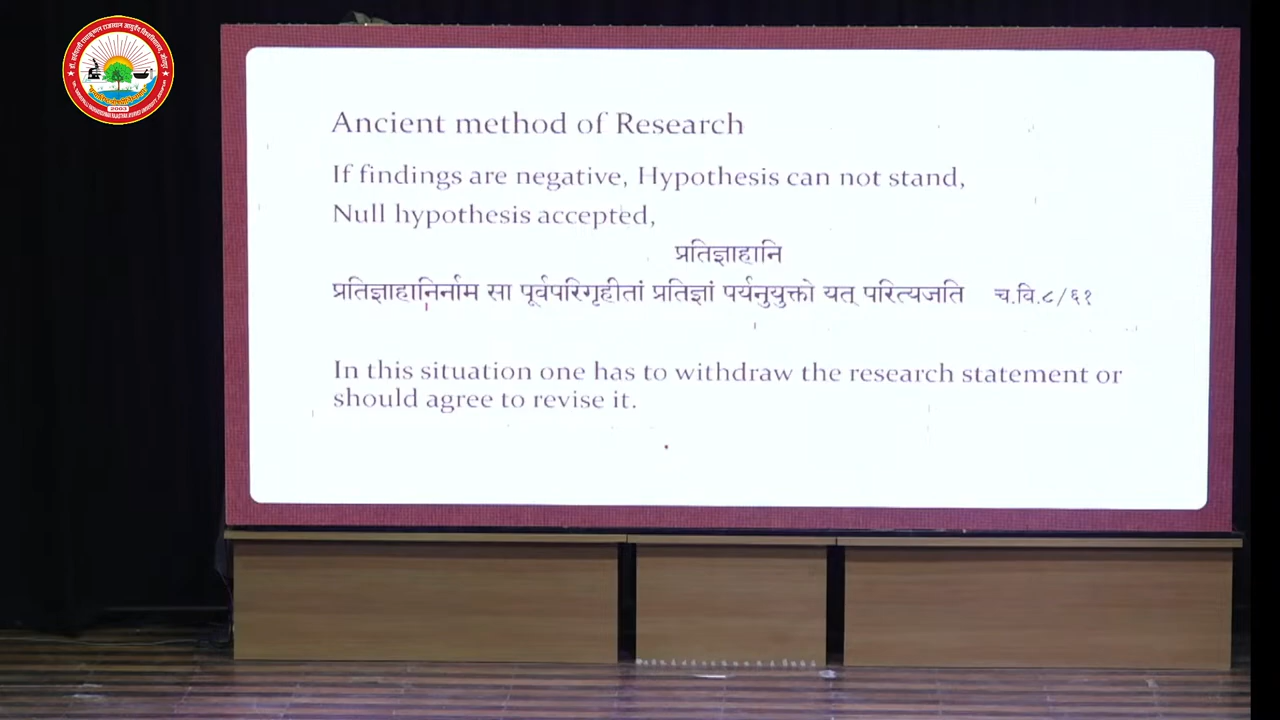 Ancient method of Research
If findings are negative, Hypothesis can not stand,
Null hypothesis accepted,
प्रतिज्ञाहानि
प्रतिज्ञाहानिर्नाम सा पूर्वपरिगृहीतां प्रतिज्ञां पर्यनुयुक्तो यत् परित्यजति च.वि.८/६१
In this situation one has to withdraw the research statement or
should agree to revise it.
2003